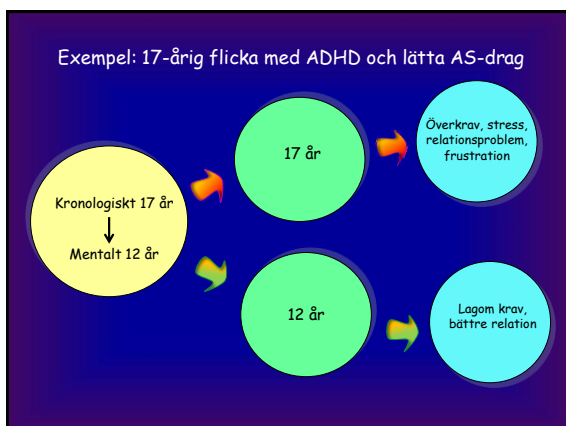 Exempel: 17-årig flicka med ADHD och lätta AS-drag
Kronologiskt 17 år
Mentalt 12 år
17 år
Överkrav, stress,
relationsproblem,
frustration
12 år
Lagom krav,
bättre relation